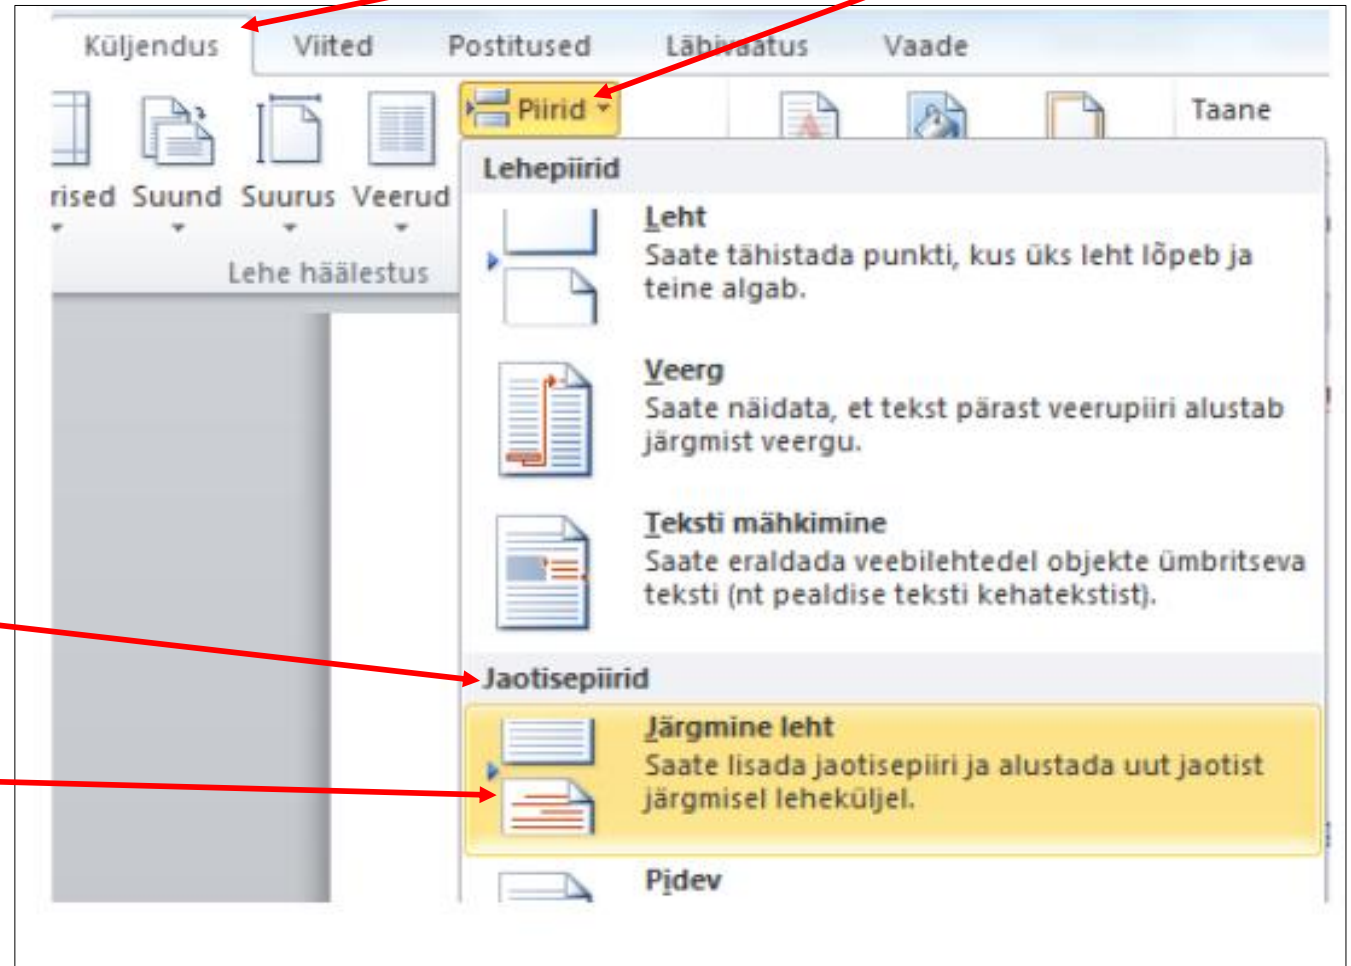 Küljendus Viited Postitused Läbivaatus Vaade
Piirid Taane
rised Suund Suurus Veerud
Lehe häälestus
Lehepiirid
Leht
Saate tähistada punkti, kus üks leht lõpeb ja
teine algab.
Veerg
Saate näidata, et tekst pärast veerupiiri alustab
järgmist veergu.
Teksti mähkimine
Saate eraldada veebilehtedel objekte ümbritseva
teksti (nt pealdise teksti kehatekstist).
Jaotisepiirid
Järgmine leht
Saate lisada jaotisepiiri ja alustada uut jaotist
järgmisel leheküljel.
Pidev